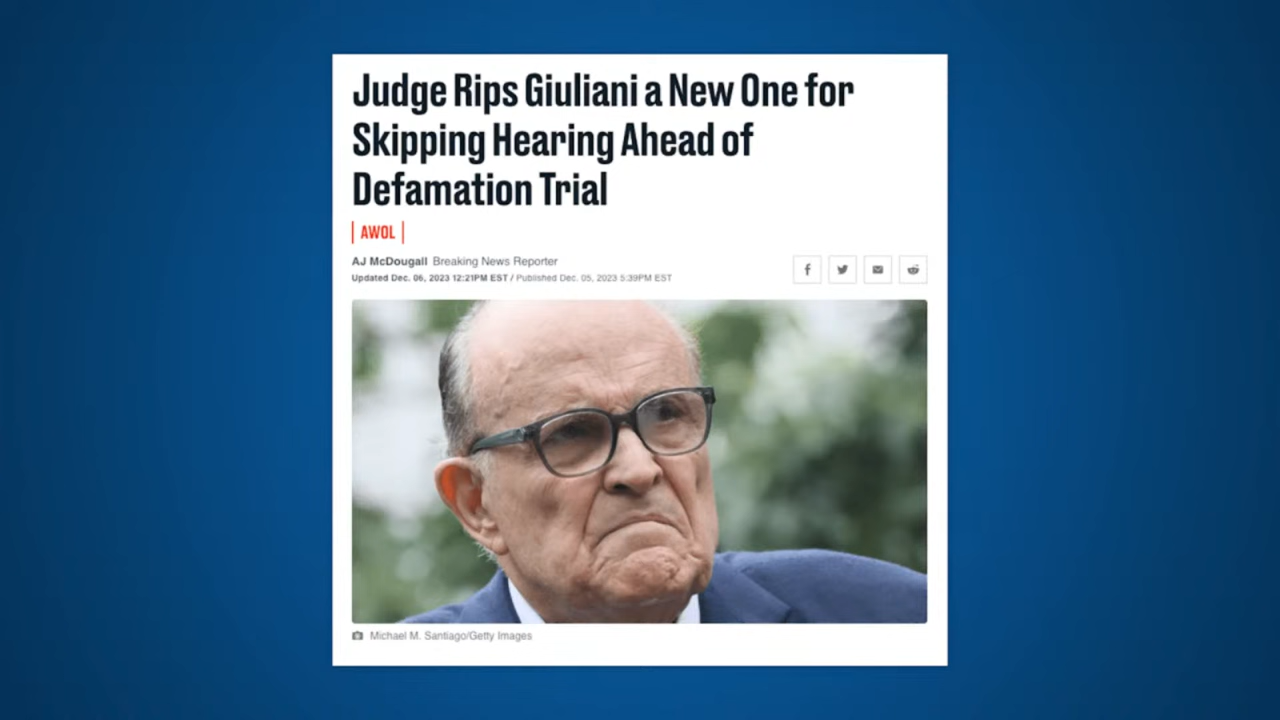 Judge Rips Giuliani a New One for
Skipping Hearing Ahead of
Defamation Trial
AWOL
AJ McDougall Breaking News Reporter
Updated Dec. 06, 2023 12:21PM EST / Published Dec. 05, 2023 5:39PM EST
Michael M. Santiago/Getty Images